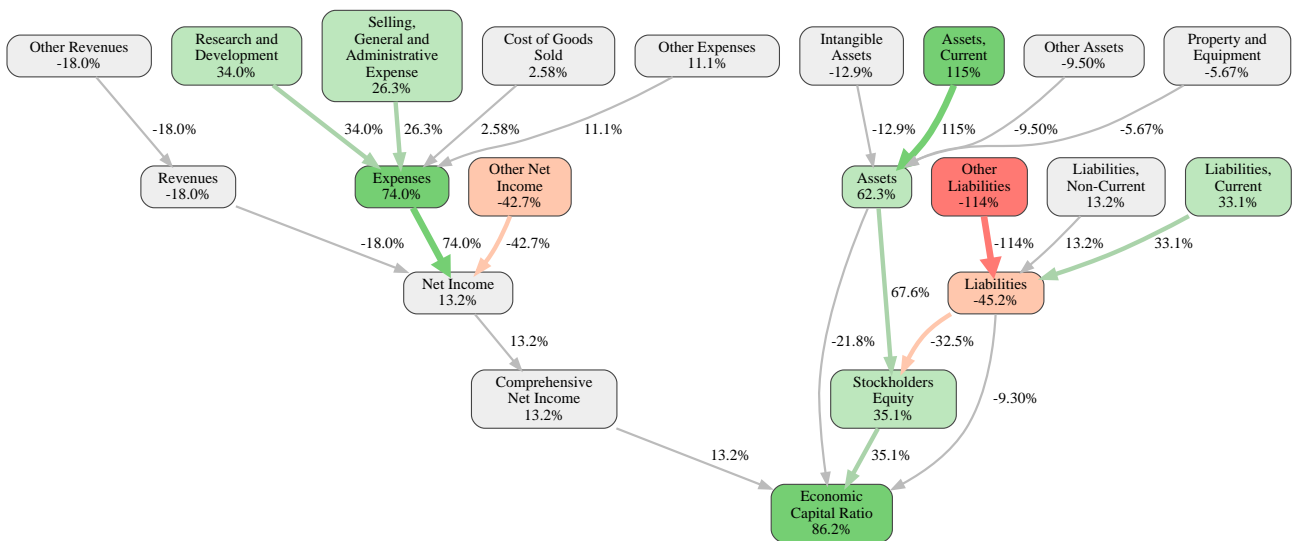 Other Revenues
-18.0%
Research and
Development
34.0%
Selling,
General and
Administrative
Expense
26.3%
Cost of Goods
Sold
2.58%
Other Expenses
11.1%
Intangible
Assets
-12.9%
Assets,
Current
115%
Other Assets
-9.50%
Property and
Equipment
-5.67%
-18.0%
34.0%
26.3%
2.58%
11.1%
-12.9%
115%
-9.50%
-5.67%
Revenues
-18.0%
Expenses
74.0%
Other Net
Income
-42.7%
Assets
62.3%
Other
Liabilities
-114%
Liabilities,
Non-Current
13.2%
Liabilities,
Current
33.1%
-18.0%
74.0%
-42.7%
-114%
13.2%
33.1%
Net Income
13.2%
67.6%
Liabilities
-45.2%
13.2%
-21.8%
-32.5%
Comprehensive
Net Income
13.2%
Stockholders
Equity
35.1%
-9.30%
13.2%
35.1%
Economic
Capital Ratio
86.2%